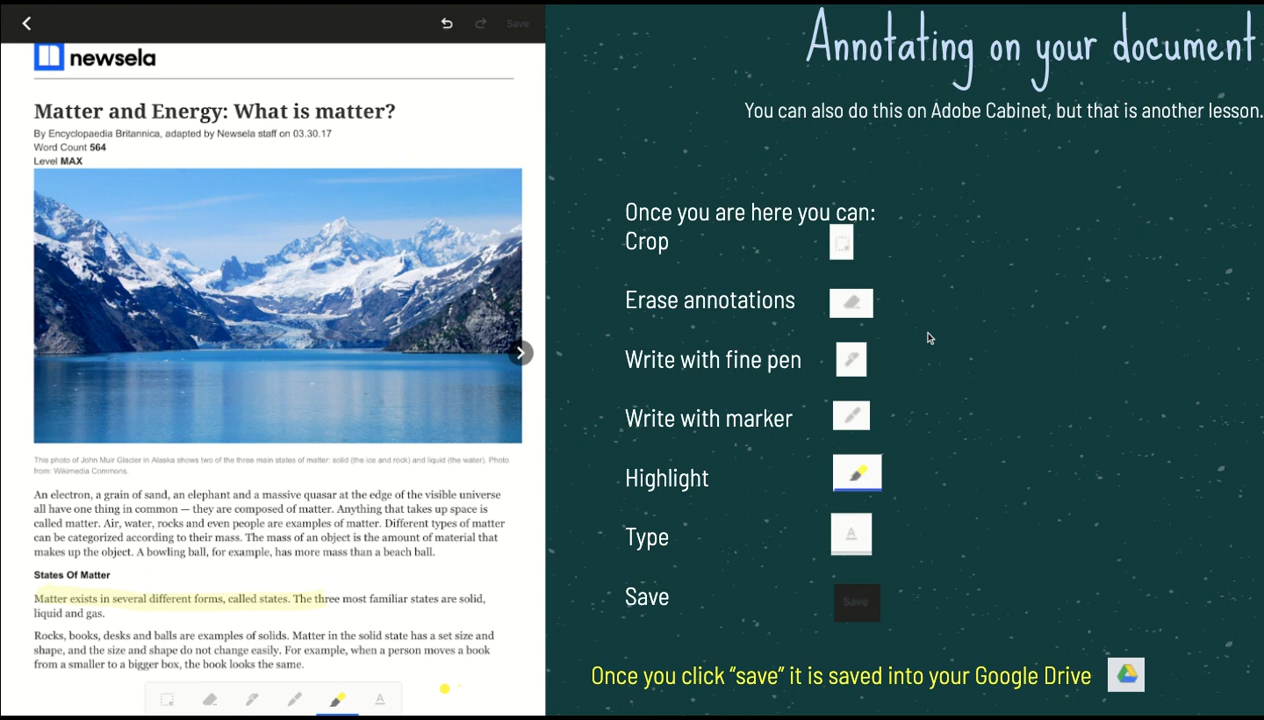 Save
newsela
Matter and Energy: What is matter?
By Encyclopaedia Britannica, adapted by Newsela staff on 03.30.17
Word Count 564
Level MAX
This photo of John Muir Glacier in Alaska shows two of the three main states of matter: solid (the ice and rock) and liquid (the water). Photo
from: Wikimedia Commons.
An electron, a grain of sand, an elephant and a massive quasar at the edge of the visible universe
all have one thing in common — they are composed of matter. Anything that takes up space is
called matter. Air, water, rocks and even people are examples of matter. Different types of matter
can be categorized according to their mass. The mass of an object is the amount of material that
makes up the object. A bowling ball, for example, has more mass than a beach ball.
States Of Matter
Matter exists in several different forms, called states. The three most familiar states are solid,
liquid and gas.
Rocks, books, desks and balls are examples of solids. Matter in the solid state has a set size and
shape, and the size and shape do not change easily. For example, when a person moves a book
from a smaller to a bigger box, the book looks the same.
A
Annotating on your document
You can also do this on Adobe Cabinet, but that is another lesson.
Once you are here you can:
Crop
Erase annotations
Write with fine pen
Write with marker
Highlight
Type
A
Save
Save
Once you click “save” it is saved into your Google Drive